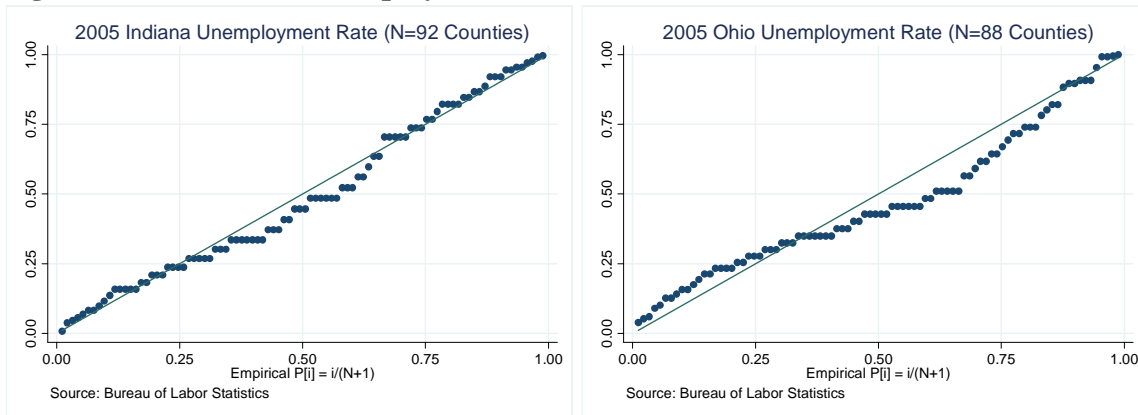 2005 Indiana Unemployment Rate (N=92 Counties)
1.00
0.75
0.50
0.25
0.00
0.00 0.25 0.50 0.75 1.00
Empirical P[i] = i/(N+1)
Source: Bureau of Labor Statistics
2005 Ohio Unemployment Rate (N=88 Counties)
1.00
0.75
0.50
0.25
0.00
0.00 0.25 0.50 0.75 1.00
Empirical P[i] = i/(N+1)
Source: Bureau of Labor Statistics